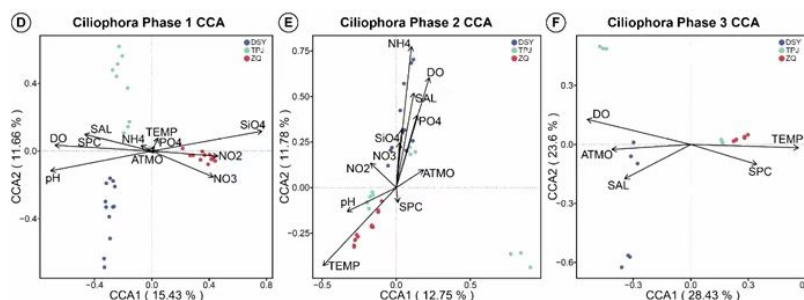 D Ciliophora Phase 1 CCA
DSY
TPJ
ZQ
CCA2 ( 11.66 % )
0.4
0.0
-0.4
SiO4
TEMP
SAL
NH4
PO4
DO
SPC
ATMO
NO2
pH
NO3
-0.4 0.0 0.4 0.8
CCA1 ( 15.43 % )
E Ciliophora Phase 2 CCA
DSY
TPJ
ZQ
CCA2 ( 11.78 % )
0.75
0.50
0.25
0.00
-0.25
NH4
DO
SAL
PO4
SiO4
NO3
NO2
ATMO
pH
SPC
TEMP
-0.5 0.0 0.5
CCA1 ( 12.75 % )
F Ciliophora Phase 3 CCA
DSY
TPJ
ZQ
CCA2 ( 23.6 % )
0.3
0.0
-0.3
-0.6
DO
TEMP
ATMO
SPC
SAL
-0.3 0.0 0.3
CCA1 ( 28.43 % )